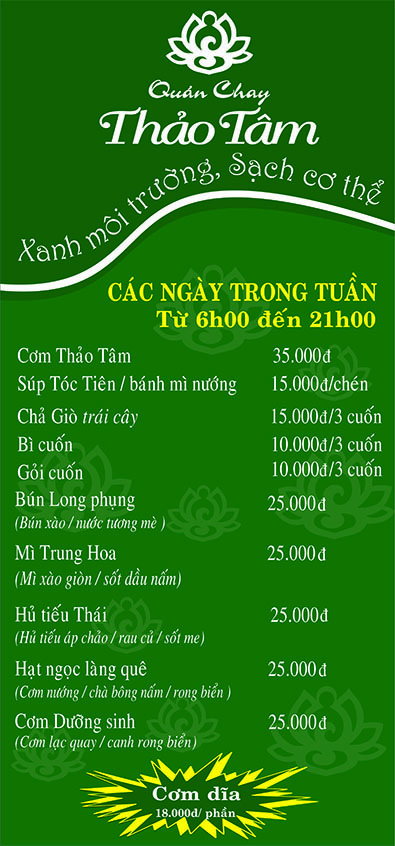 Quán Chay
Thảo Tâm
Xanh môi trường, Sạch cơ thể
CÁC NGÀY TRONG TUẦN
Từ 6h00 đến 21h00
Cơm Thảo Tâm 35.000đ
Súp Tóc Tiên / bánh mì nướng 15.000đ/chén
Chả Giò trái cây 15.000đ/3 cuốn
Bì cuốn 10.000đ/3 cuốn
Gỏi cuốn 10.000đ/3 cuốn
Bún Long phụng 25.000đ
(Bún xào / nước tương mè )
Mì Trung Hoa 25.000đ
(Mì xào giòn / sốt dầu nấm)
Hủ tiếu Thái 25.000đ
(Hủ tiếu áp chảo / rau củ / sốt me)
Hạt ngọc làng quê 25.000đ
(Cơm nướng / chà bông nấm / rong biển )
Cơm Dưỡng sinh 25.000đ
(Cơm lạc quay / canh rong biển)
Cơm dĩa
18.000đ/ phần